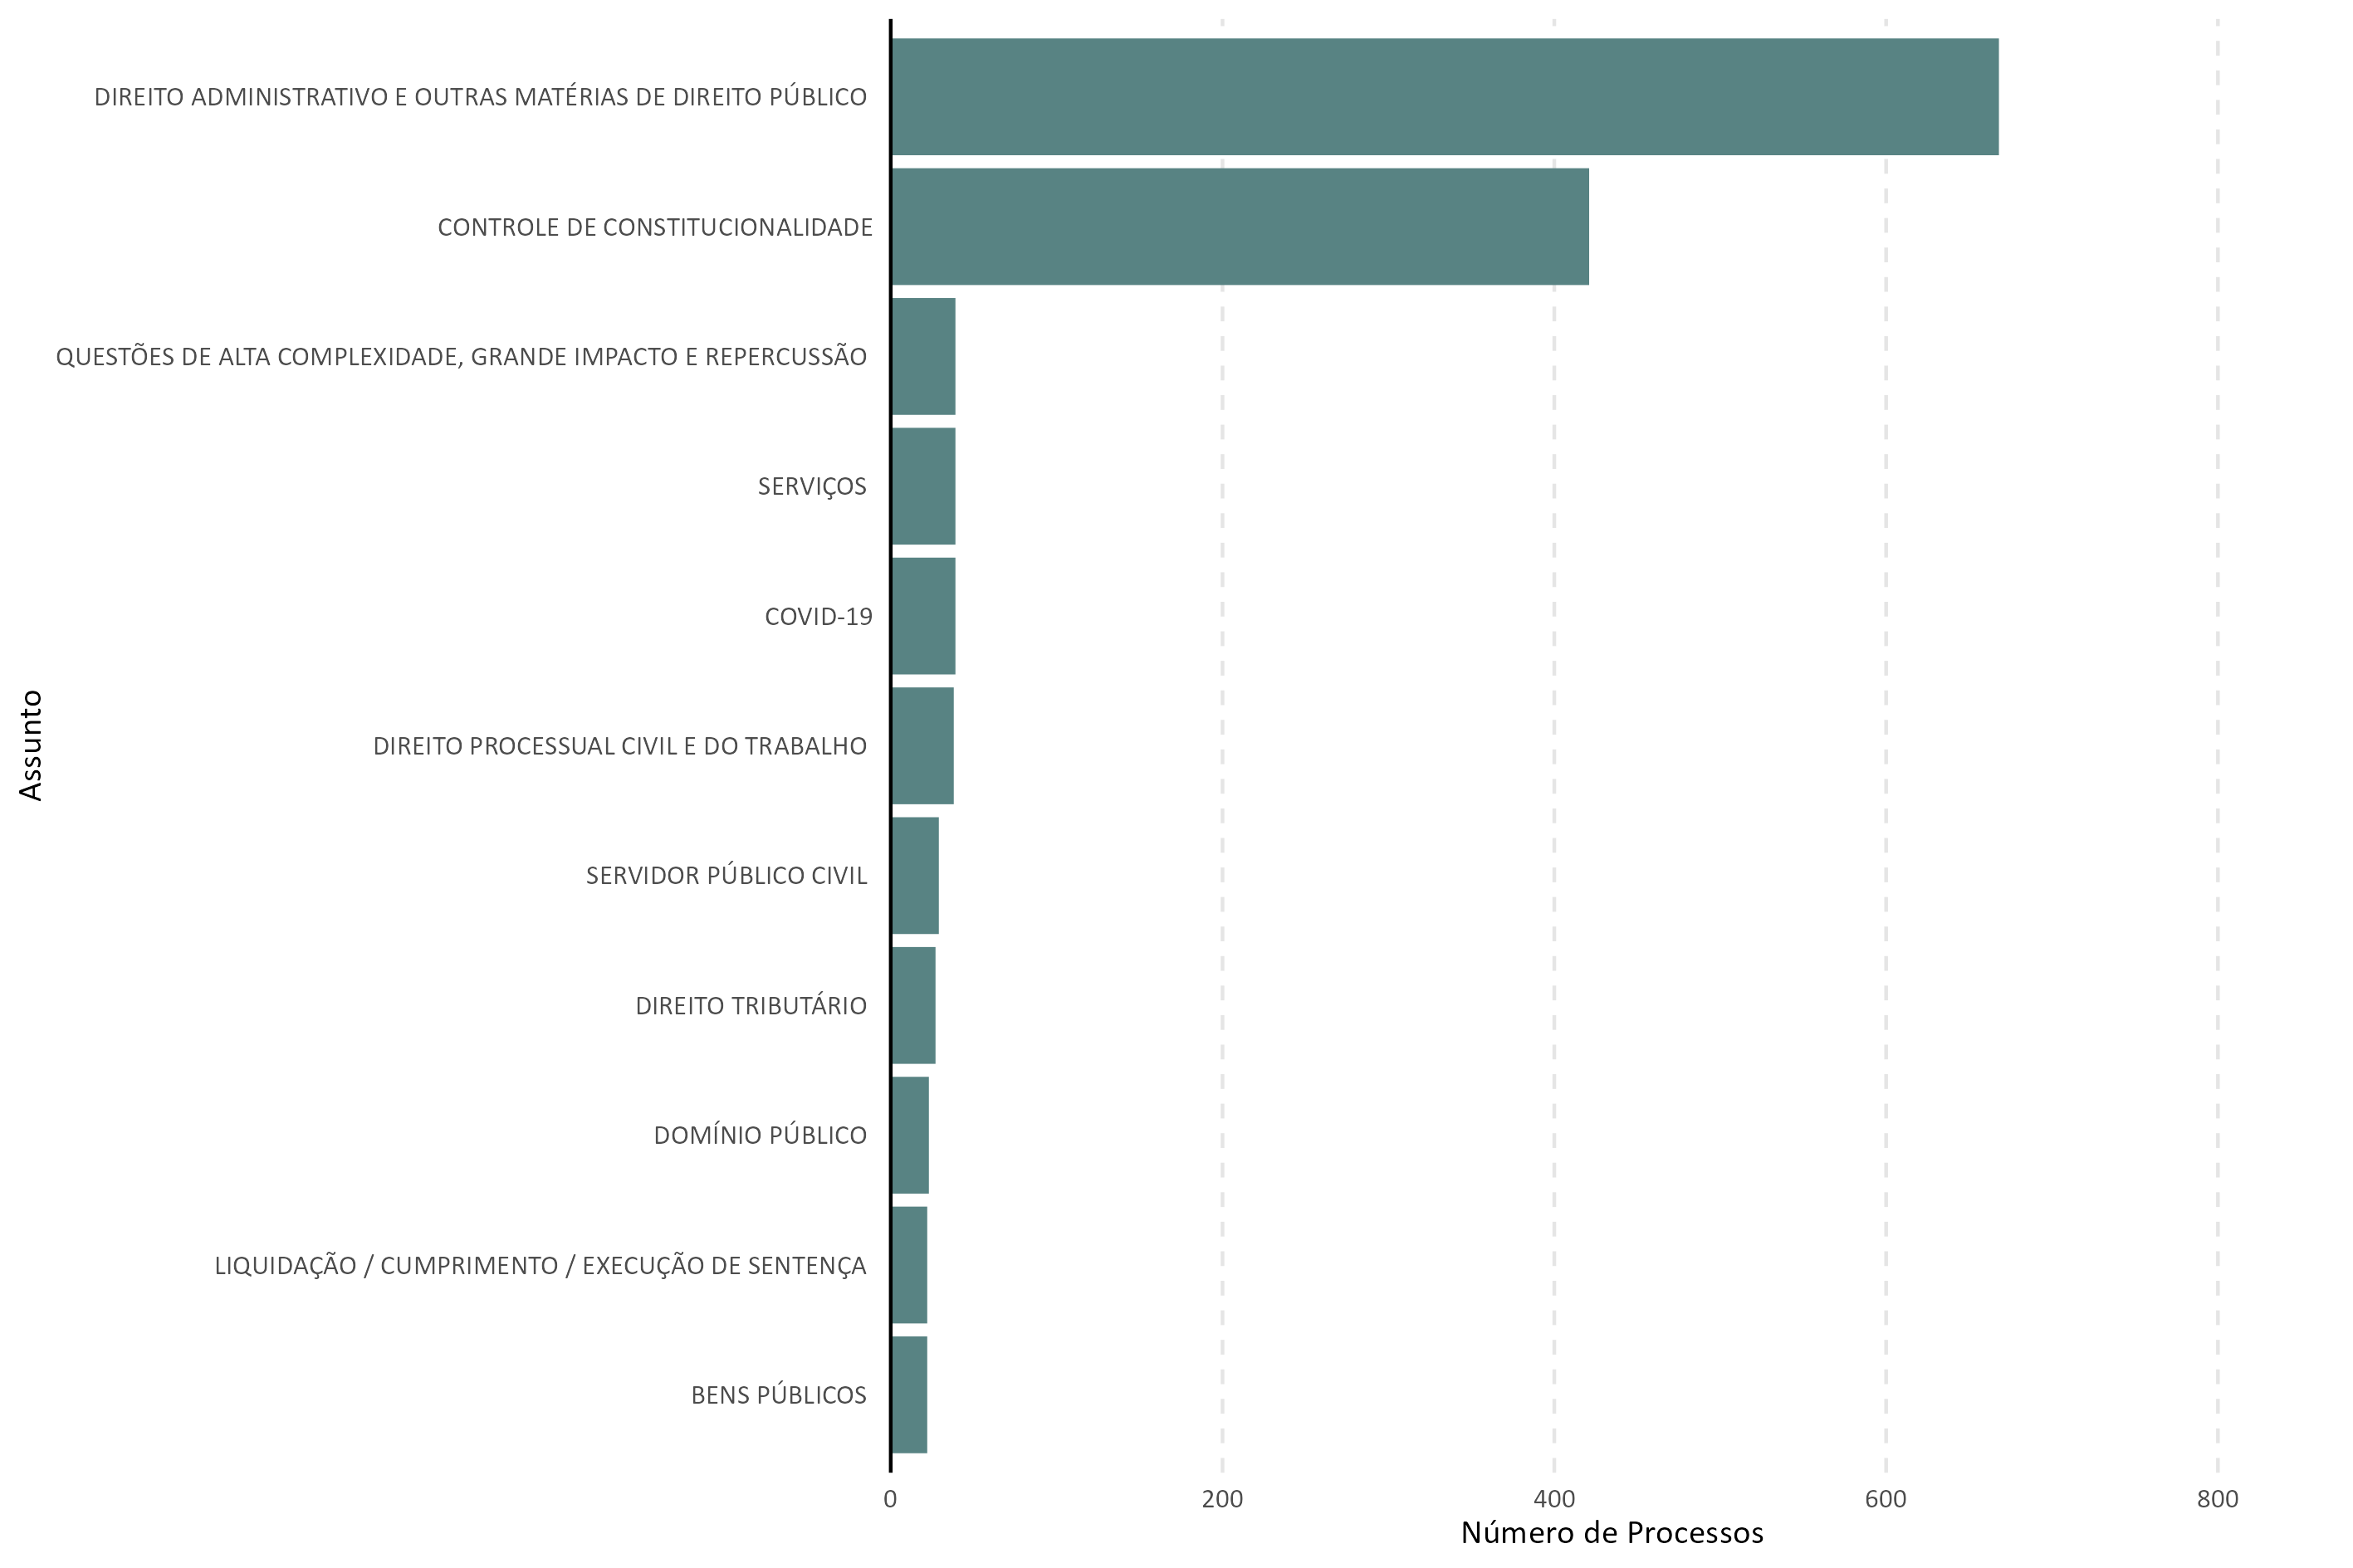 DIREITO ADMINISTRATIVO E OUTRAS MATÉRIAS DE DIREITO PÚBLICO
CONTROLE DE CONSTITUCIONALIDADE
QUESTÕES DE ALTA COMPLEXIDADE, GRANDE IMPACTO E REPERCUSSÃO
SERVIÇOS
COVID-19
DIREITO PROCESSUAL CIVIL E DO TRABALHO
SERVIDOR PÚBLICO CIVIL
DIREITO TRIBUTÁRIO
DOMÍNIO PÚBLICO
LIQUIDAÇÃO / CUMPRIMENTO / EXECUÇÃO DE SENTENÇA
BENS PÚBLICOS
Assunto
0 200 400 600 800
Número de Processos